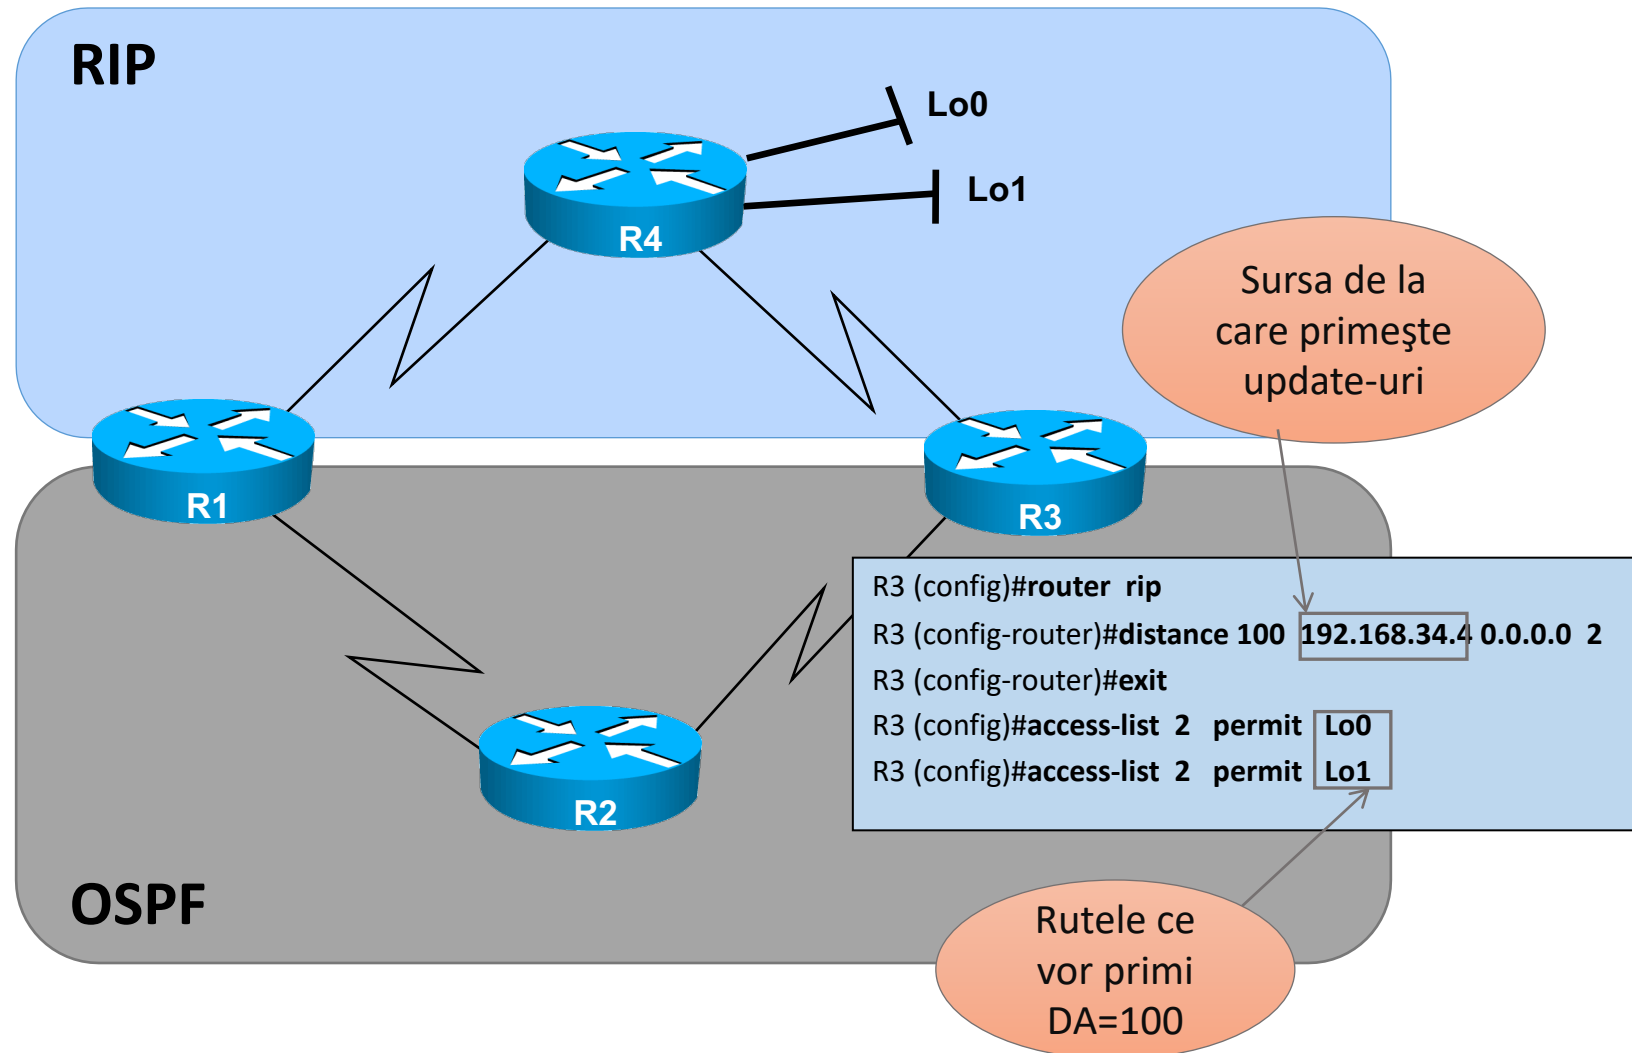 RIP
Lo0
Lo1
R4
Sursa de la
care primeşte
update-uri
R1
R3
R3 (config)#router rip
R3 (config-router)#distance 100 192.168.34.4 0.0.0.0 2
R3 (config-router)#exit
R3 (config)#access-list 2 permit Lo0
R3 (config)#access-list 2 permit Lo1
R2
OSPF
Rutele ce
vor primi
DA=100